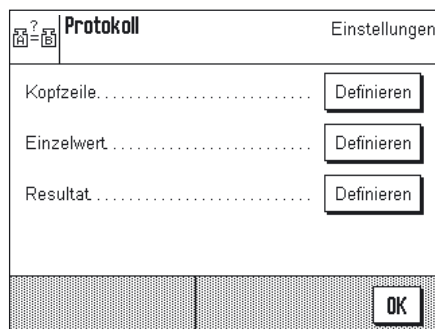 A ?= B Protokoll Einstellungen
Kopfzeile........................... Definieren
Einzelwert.......................... Definieren
Resultat............................ Definieren
OK